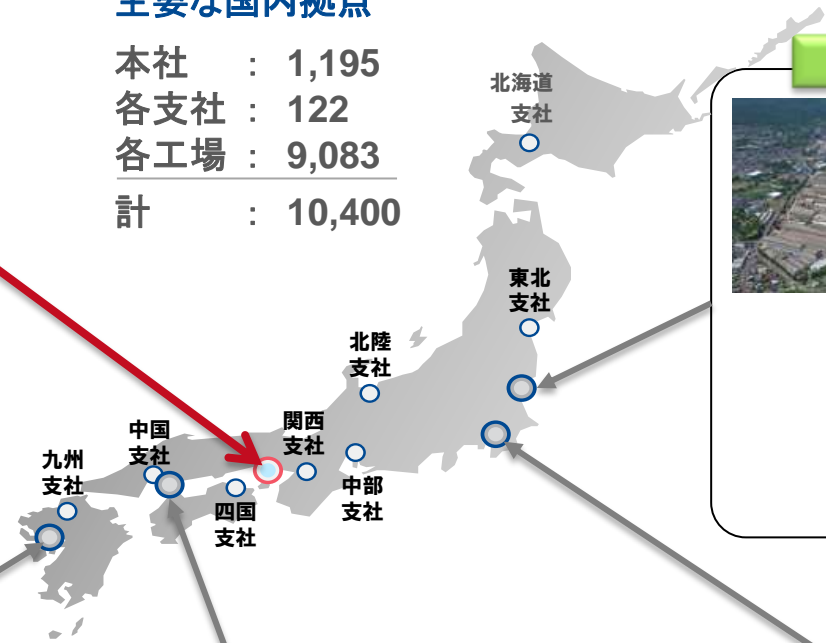 主要な国内拠点
本社 : 1,195
各支社 : 122
各工場 : 9,083
計 : 10,400
北海道
支社
東北
支社
北陸
支社
関西
支社
中国
支社
九州
支社
中部
支社
四国
支社